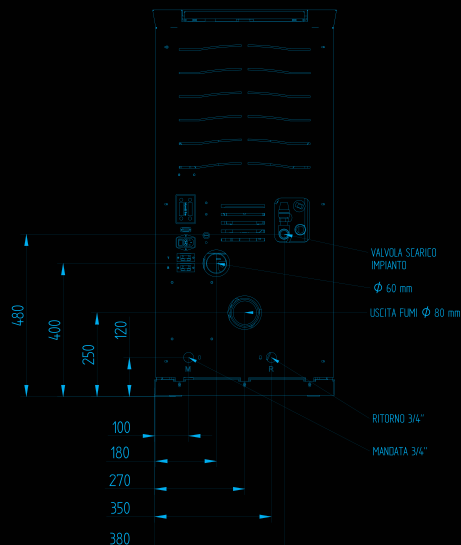 VALVOLA SCARICO
IMPIANTO
Φ 60 mm
USCITA FUMI Φ 80 mm
480
400
250
120
M
R
RITORNO 3/4"
MANDATA 3/4"
100
180
270
350
380